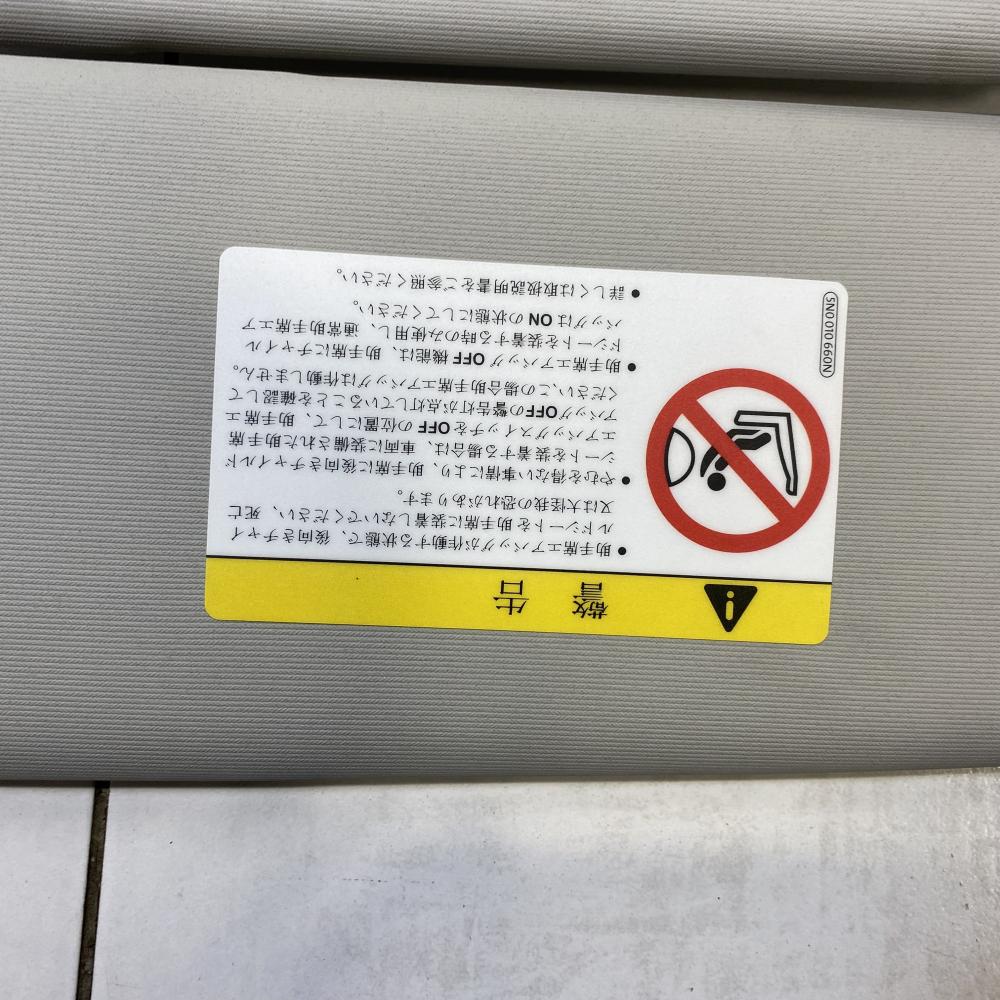 警告
●助手席エアバッグが作動する状態で、後向きチャイ
ルドシートを助手席に装着しないでください、死亡
又は大怪我の恐れがあります。
●やむを得ない事情により、助手席に後向きチャイルド
シートを装着する場合は、車両に装備された助手席
エアバッグスイッチをOFFの位置にして、助手席エ
アバッグOFFの警告灯が点灯していることを確認して
ください、この場合助手席エアバッグは作動しません。
●助手席エアバッグ OFF 機能は、助手席にチャイル
ドシートを装着する時のみ使用し、通常助手席エア
バッグは ON の状態にしてください。
●詳しくは取扱説明書をご参照ください。
5N0 010 660N